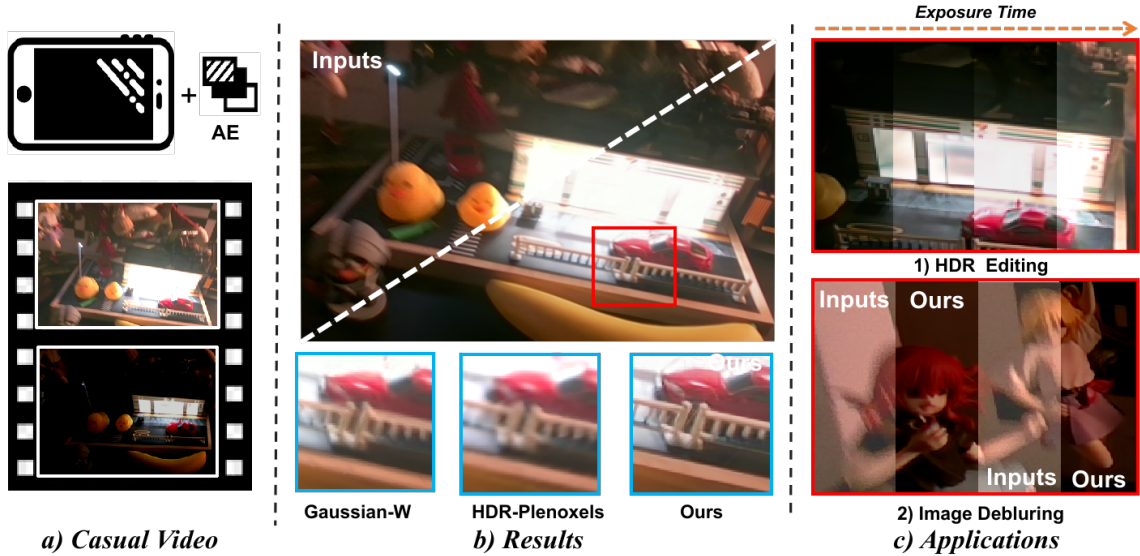 AE
a) Casual Video
Inputs
Ours
Gaussian-W
HDR-Plenoxels
Ours
b) Results
Exposure Time
1) HDR Editing
Inputs
Ours
Inputs
Ours
2) Image Debluring
c) Applications